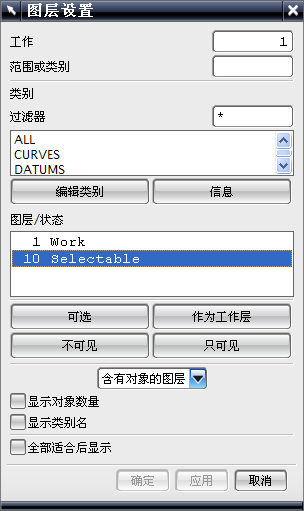 图层设置
工作 1
范围或类别
类别
过滤器 *
ALL
CURVES
DATUMS
编辑类别 信息
图层/状态
1 Work
10 Selectable
可选 作为工作层
不可见 只可见
含有对象的图层
显示对象数量
显示类别名
全部适合后显示
确定 应用 取消